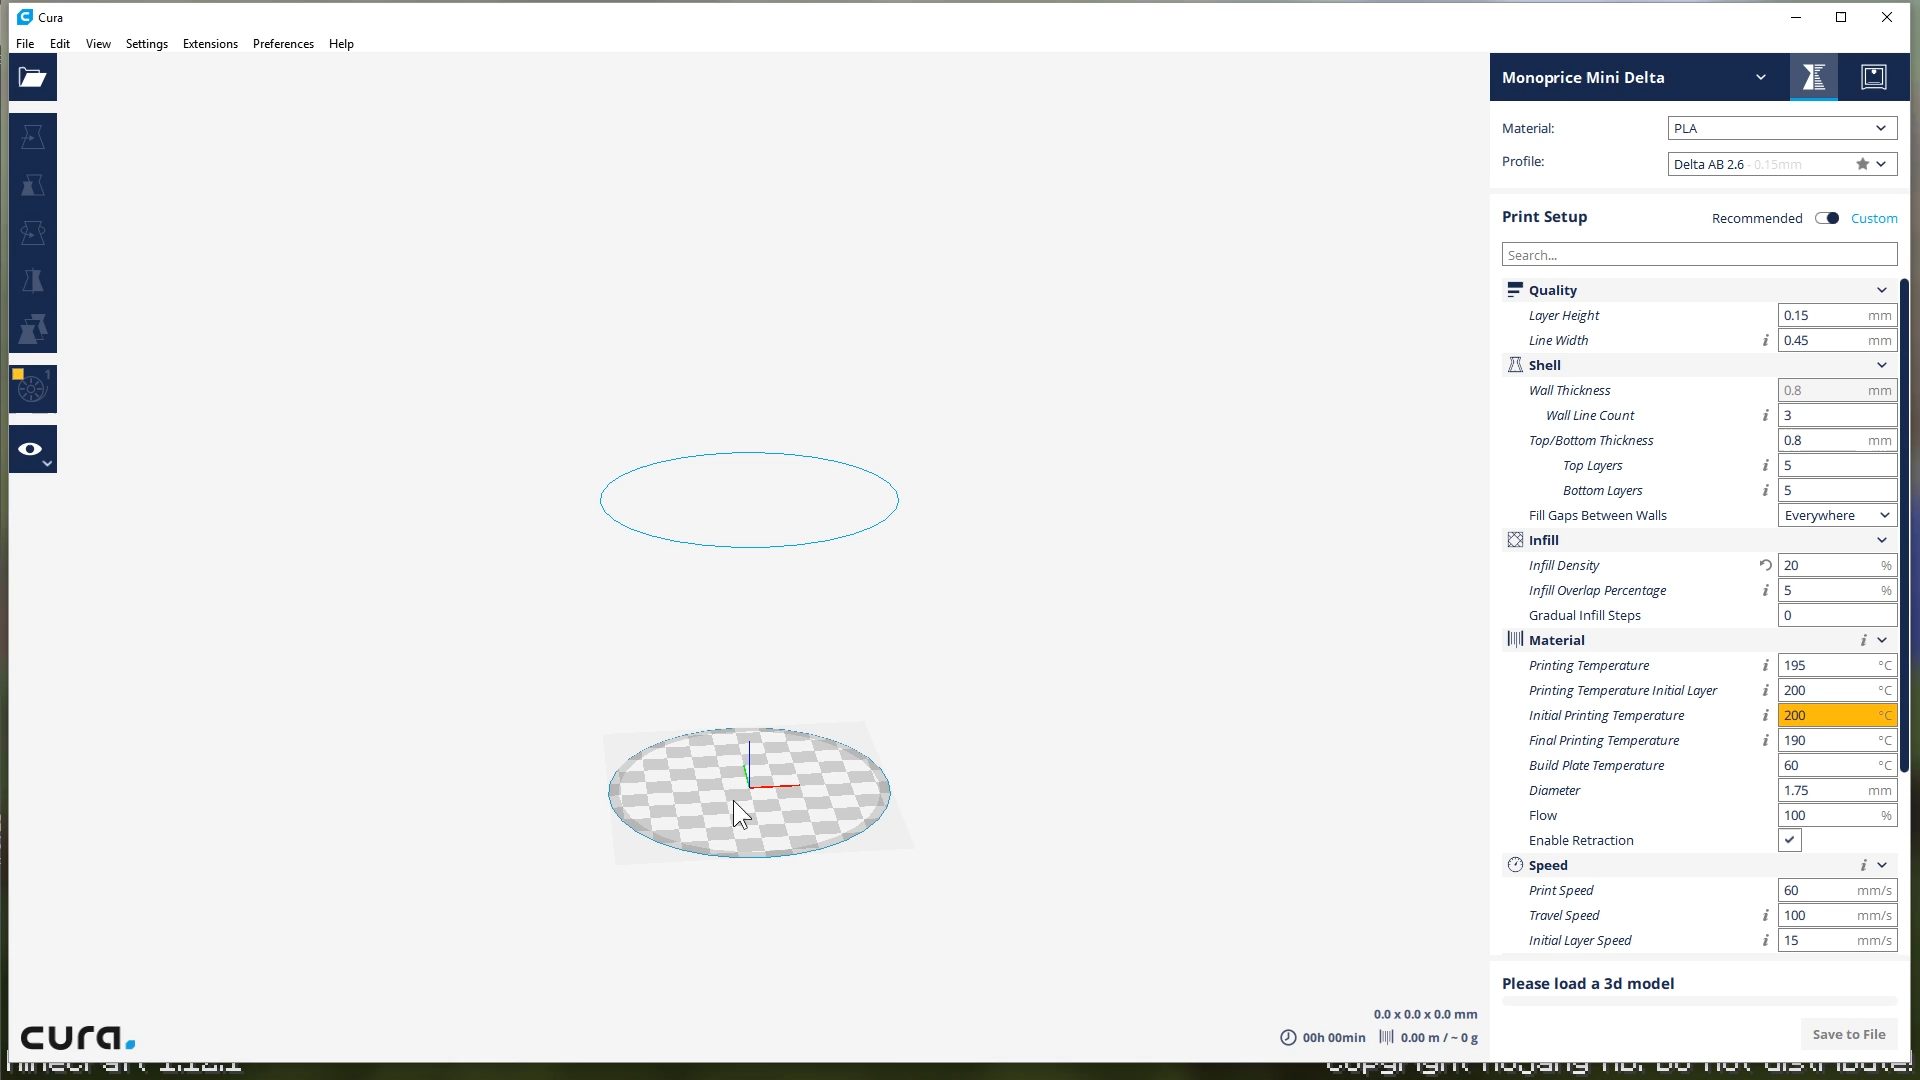 Cura
File Edit View Settings Extensions Preferences Help
Monoprice Mini Delta
Material: PLA
Profile: Delta AB 2.6 - 0.15mm
Print Setup Recommended Custom
Search...
Quality
Layer Height 0.15 mm
Line Width i 0.45 mm
Shell
Wall Thickness 0.8 mm
Wall Line Count i 3
Top/Bottom Thickness 0.8 mm
Top Layers i 5
Bottom Layers i 5
Fill Gaps Between Walls Everywhere
Infill
Infill Density 20 %
Infill Overlap Percentage i 5 %
Gradual Infill Steps 0
Material i
Printing Temperature i 195 °C
Printing Temperature Initial Layer i 200 °C
Initial Printing Temperature i 200 °C
Final Printing Temperature i 190 °C
Build Plate Temperature 60 °C
Diameter 1.75 mm
Flow 100 %
Enable Retraction
Speed i
Print Speed 60 mm/s
Travel Speed i 100 mm/s
Initial Layer Speed i 15 mm/s
Please load a 3d model
Save to File
1
0.0 x 0.0 x 0.0 mm
00h 00min 0.00 m / ~ 0 g
cura.